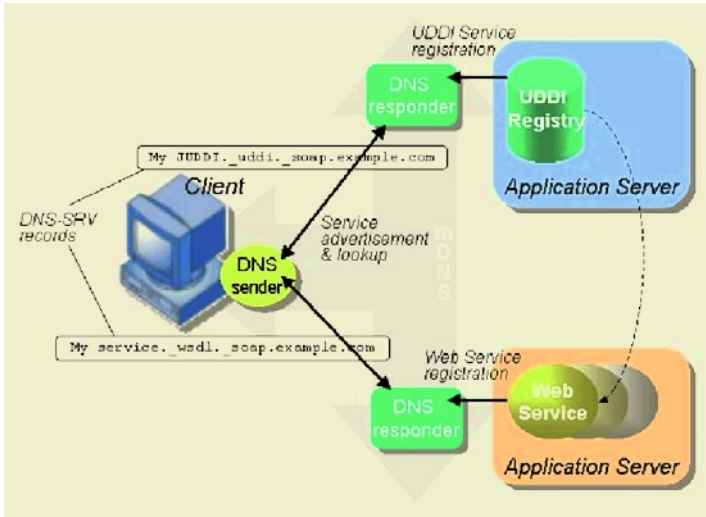 UDDI Service
registration
DNS
responder
UDDI
Registry
Application Server
My JUDDI._uddi._soap.example.com
Client
DNS-SRV
records
Service
advertisement
& lookup
mDNS
DNS
sender
My service._wsdl._soap.example.com
Web Service
registration
DNS
responder
Web
Service
Application Server